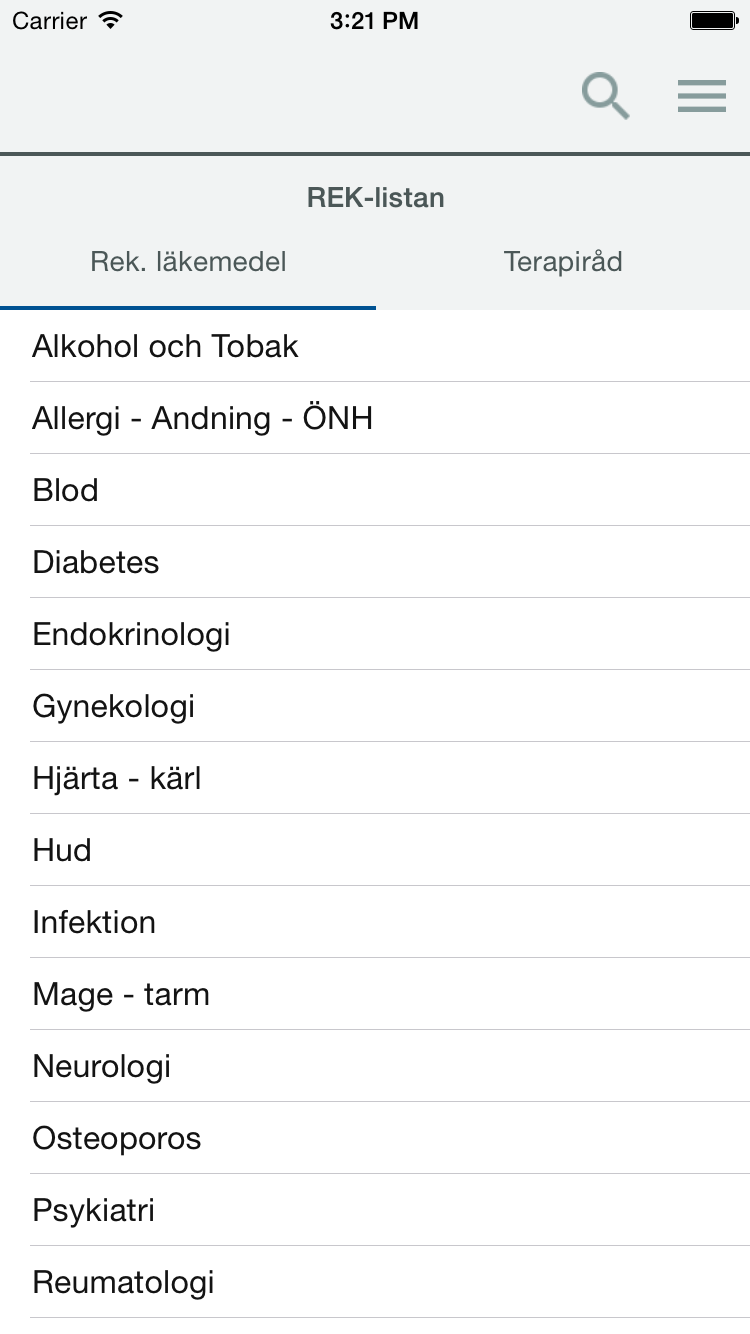 Carrier 3:21 PM
REK-listan
Rek. läkemedel Terapiråd
Alkohol och Tobak
Allergi - Andning - ÖNH
Blod
Diabetes
Endokrinologi
Gynekologi
Hjärta - kärl
Hud
Infektion
Mage - tarm
Neurologi
Osteoporos
Psykiatri
Reumatologi